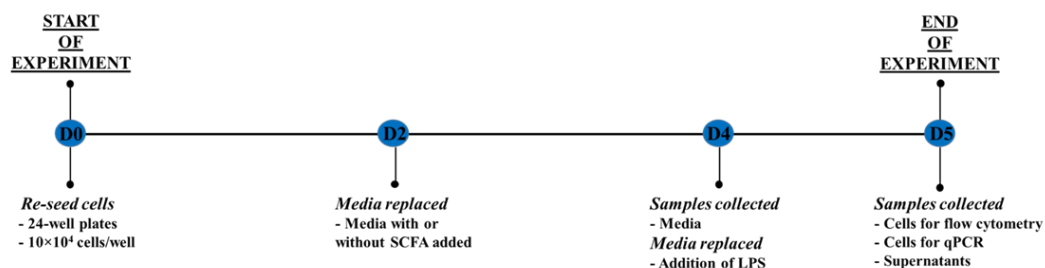 START
OF
EXPERIMENT
END
OF
EXPERIMENT
D0
D2
D4
D5
Re-seed cells
- 24-well plates
- 10×10⁴ cells/well
Media replaced
- Media with or
without SCFA added
Samples collected
- Media
Media replaced
- Addition of LPS
Samples collected
- Cells for flow cytometry
- Cells for qPCR
- Supernatants